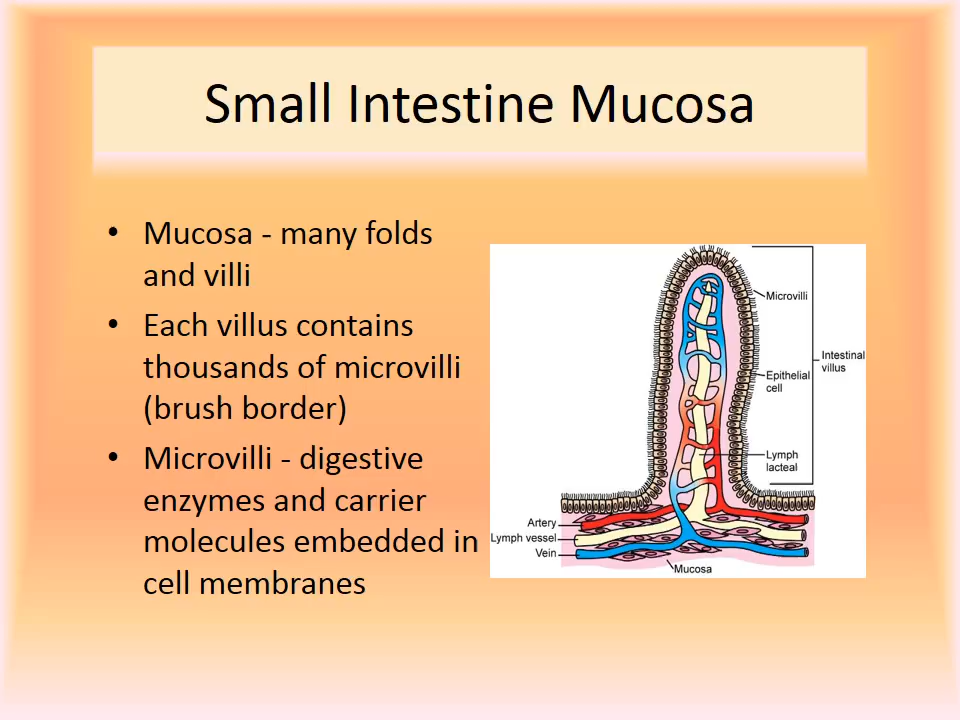 Small Intestine Mucosa
• Mucosa - many folds
and villi
• Each villus contains
thousands of microvilli
(brush border)
• Microvilli - digestive
enzymes and carrier
molecules embedded in
cell membranes
Microvilli
Intestinal
villus
Epithelial
cell
Lymph
lacteal
Artery
Lymph vessel
Vein
Mucosa